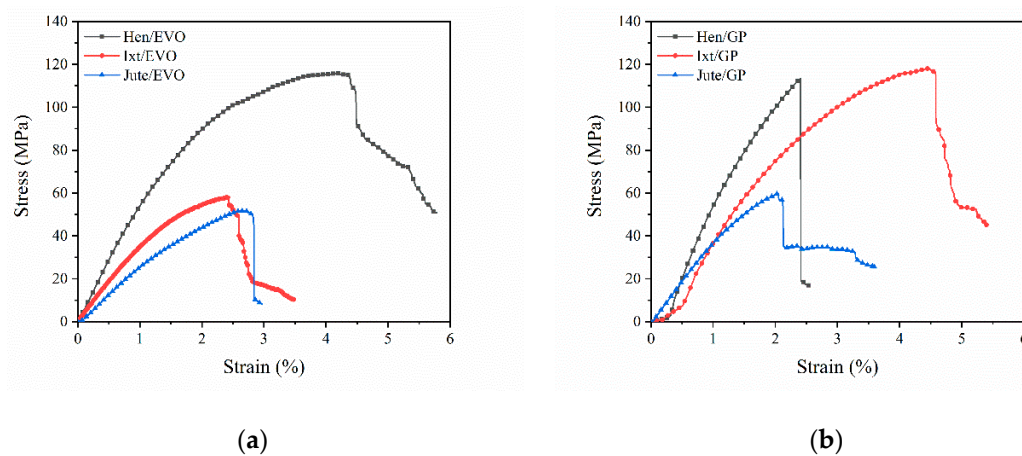 140
120
100
80
60
40
20
0
Stress (MPa)
Hen/EVO
Ixt/EVO
Jute/EVO
0 1 2 3 4 5 6
Strain (%)
(a)
140
120
100
80
60
40
20
0
Stress (MPa)
Hen/GP
Ixt/GP
Jute/GP
0 1 2 3 4 5 6
Strain (%)
(b)